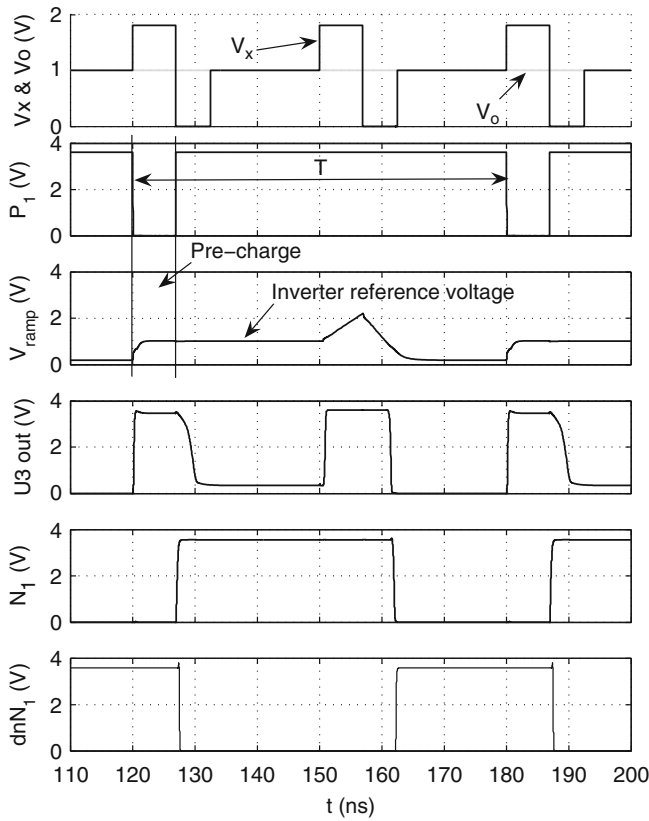 2
1
0
Vx & Vo (V)
Vx
Vo
4
2
0
P1 (V)
T
Pre-charge
4
2
0
Vramp (V)
Inverter reference voltage
4
2
0
U3 out (V)
4
2
0
N1 (V)
4
2
0
dnN1 (V)
110 120 130 140 150 160 170 180 190 200
t (ns)